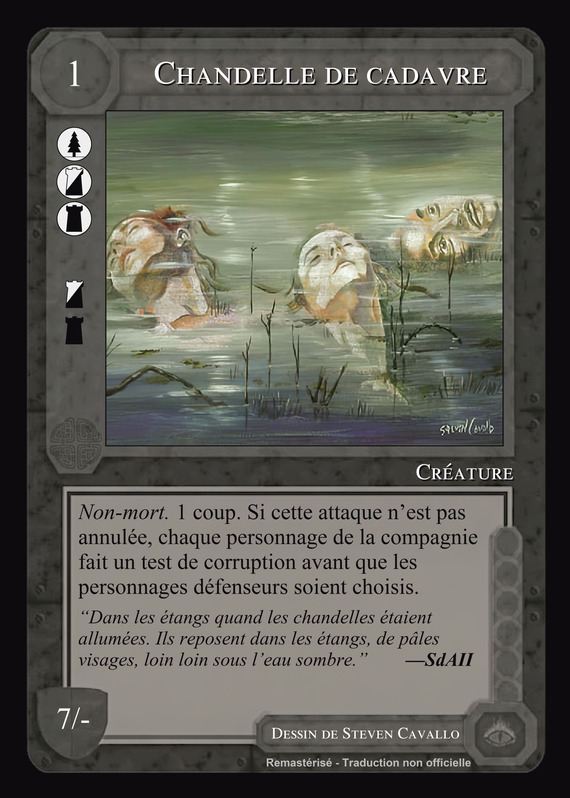 1
CHANDELLE DE CADAVRE
CRÉATURE
Non-mort. 1 coup. Si cette attaque n’est pas
annulée, chaque personnage de la compagnie
fait un test de corruption avant que les
personnages défenseurs soient choisis.
“Dans les étangs quand les chandelles étaient
allumées. Ils reposent dans les étangs, de pâles
visages, loin loin sous l’eau sombre.” —SdAII
7/-
DESSIN DE STEVEN CAVALLO
Remastérisé - Traduction non officielle